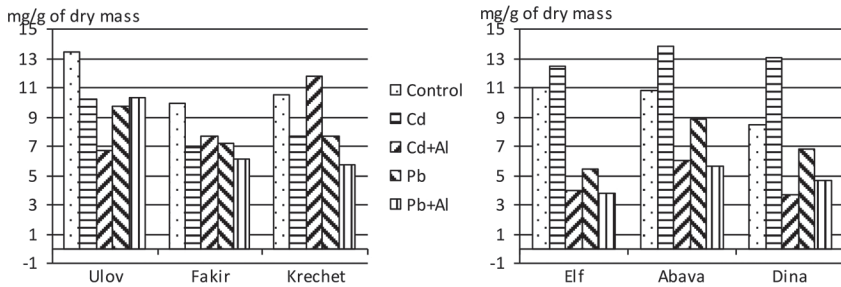 mg/g of dry mass
15
13
11
9
7
5
3
1
-1
Ulov Fakir Krechet
Control
Cd
Cd+Al
Pb
Pb+Al
mg/g of dry mass
15
13
11
9
7
5
3
1
-1
Elf Abava Dina